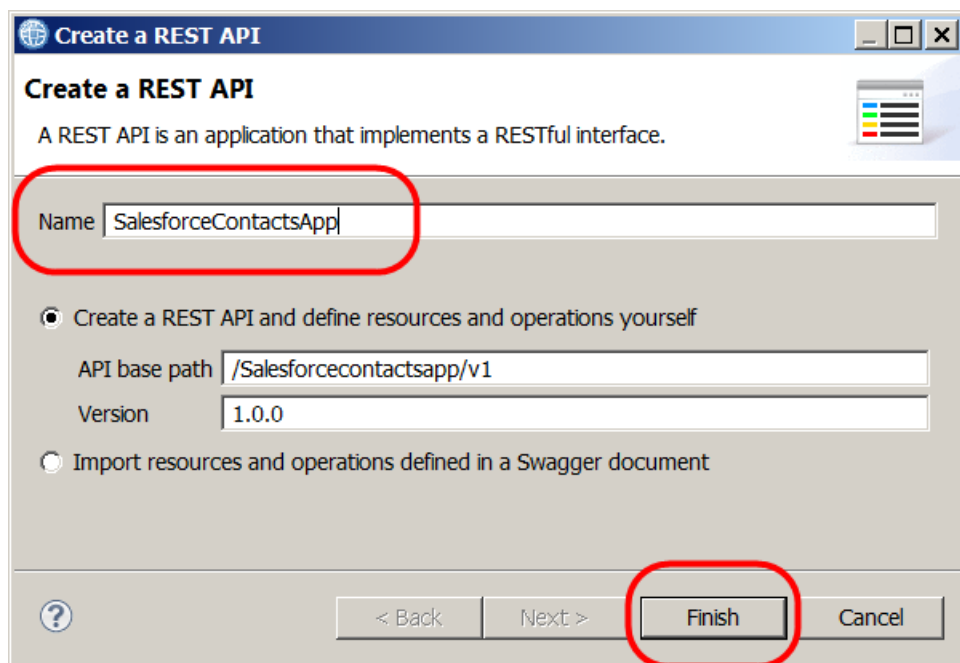 Create a REST API
Create a REST API
A REST API is an application that implements a RESTful interface.
Name SalesforceContactsApp
Create a REST API and define resources and operations yourself
API base path /Salesforcecontactsapp/v1
Version 1.0.0
Import resources and operations defined in a Swagger document
? < Back Next > Finish Cancel